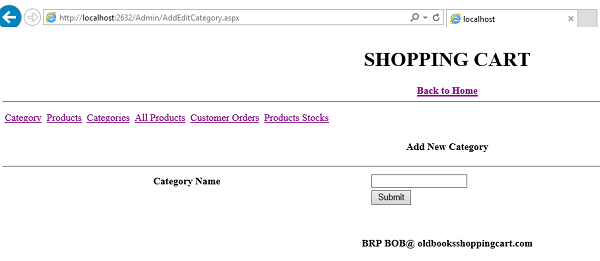 http://localhost:2632/Admin/AddEditCategory.aspx
localhost
SHOPPING CART
Back to Home
Category Products Categories All Products Customer Orders Products Stocks
Add New Category
Category Name
Submit
BRP BOB@ oldbooksshoppingcart.com